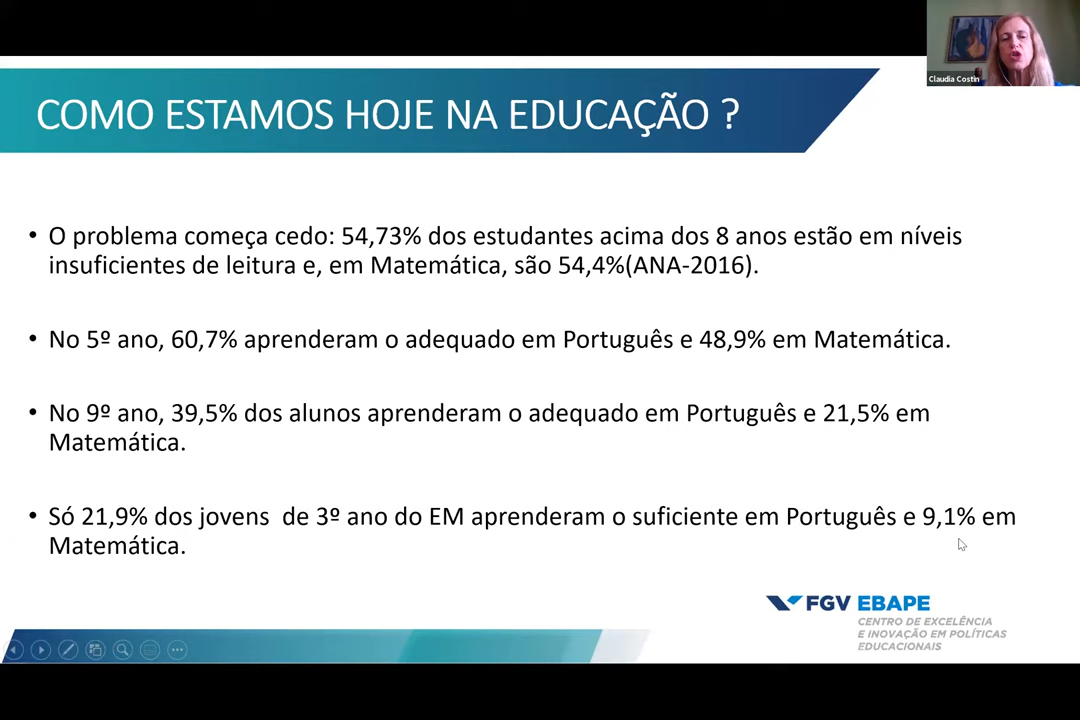 Claudia Costin
COMO ESTAMOS HOJE NA EDUCAÇÃO ?
• O problema começa cedo: 54,73% dos estudantes acima dos 8 anos estão em níveis
insuficientes de leitura e, em Matemática, são 54,4%(ANA-2016).
• No 5º ano, 60,7% aprenderam o adequado em Português e 48,9% em Matemática.
• No 9º ano, 39,5% dos alunos aprenderam o adequado em Português e 21,5% em
Matemática.
• Só 21,9% dos jovens  de 3º ano do EM aprenderam o suficiente em Português e 9,1% em
Matemática.
FGV EBAPE
CENTRO DE EXCELÊNCIA
E INOVAÇÃO EM POLÍTICAS
EDUCACIONAIS